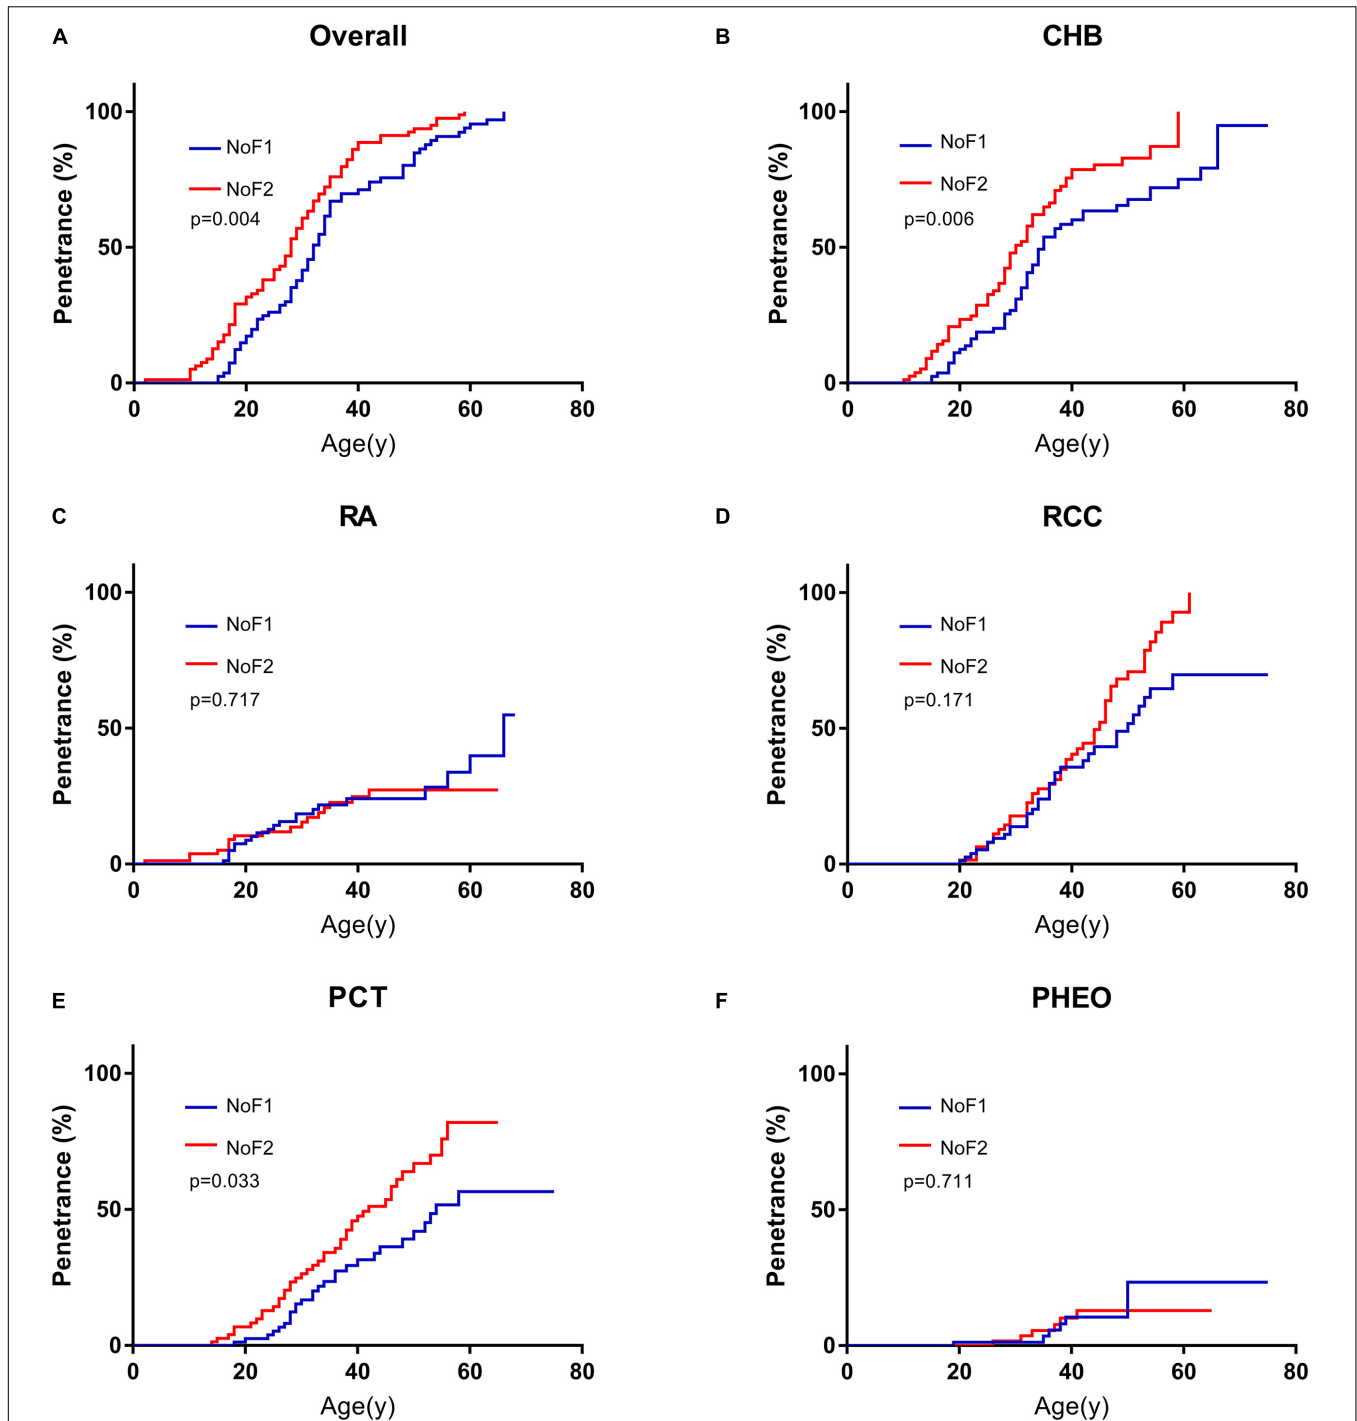 A
Overall
Penetrance (%)
100
50
0
NoF1
NoF2
p=0.004
0 20 40 60 80
Age(y)
B
CHB
Penetrance (%)
100
50
0
NoF1
NoF2
p=0.006
0 20 40 60 80
Age(y)
C
RA
Penetrance (%)
100
50
0
NoF1
NoF2
p=0.717
0 20 40 60 80
Age(y)
D
RCC
Penetrance (%)
100
50
0
NoF1
NoF2
p=0.171
0 20 40 60 80
Age(y)
E
PCT
Penetrance (%)
100
50
0
NoF1
NoF2
p=0.033
0 20 40 60 80
Age(y)
F
PHEO
Penetrance (%)
100
50
0
NoF1
NoF2
p=0.711
0 20 40 60 80
Age(y)